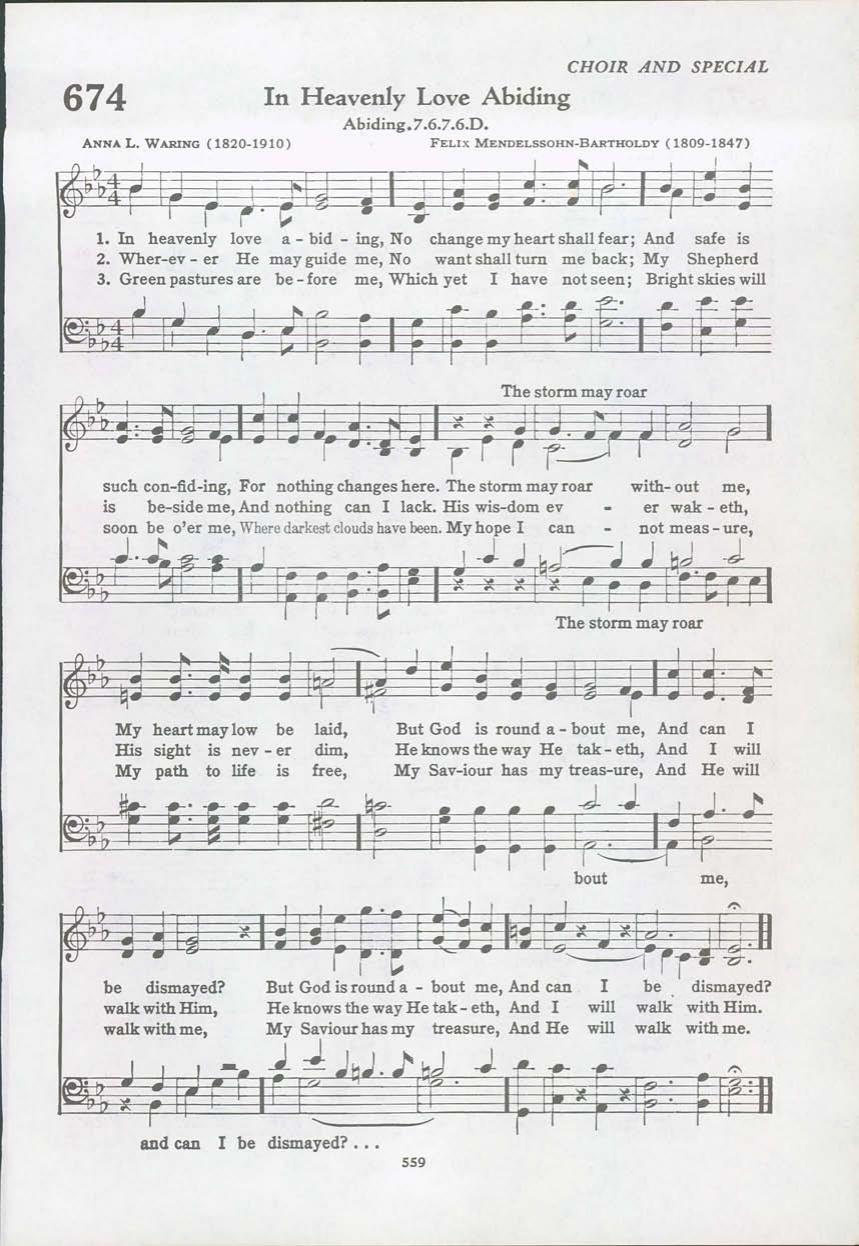 CHOIR AND SPECIAL
674
In Heavenly Love Abiding
Abiding.7.6.7.6.D.
ANNA L. WARING (1820-1910) FELIX MENDELSSOHN-BARTHOLDY (1809-1847)
1. In heavenly love a - bid - ing, No change my heart shall fear; And safe is
2. Wher-ev - er He may guide me, No want shall turn me back; My Shepherd
3. Green pastures are be - fore me, Which yet I have not seen; Bright skies will
The storm may roar
such con-fid-ing, For nothing changes here. The storm may roar with- out me,
is be-side me, And nothing can I lack. His wis-dom ev - er wak - eth,
soon be o'er me, Where darkest clouds have been. My hope I can - not meas - ure,
The storm may roar
My heart may low be laid, But God is round a - bout me, And can I
His sight is nev - er dim, He knows the way He tak - eth, And I will
My path to life is free, My Sav-iour has my treas-ure, And He will
bout me,
be dismayed? But God is round a - bout me, And can I be dismayed?
walk with Him, He knows the way He tak - eth, And I will walk with Him.
walk with me, My Saviour has my treasure, And He will walk with me.
and can I be dismayed? . . .
559